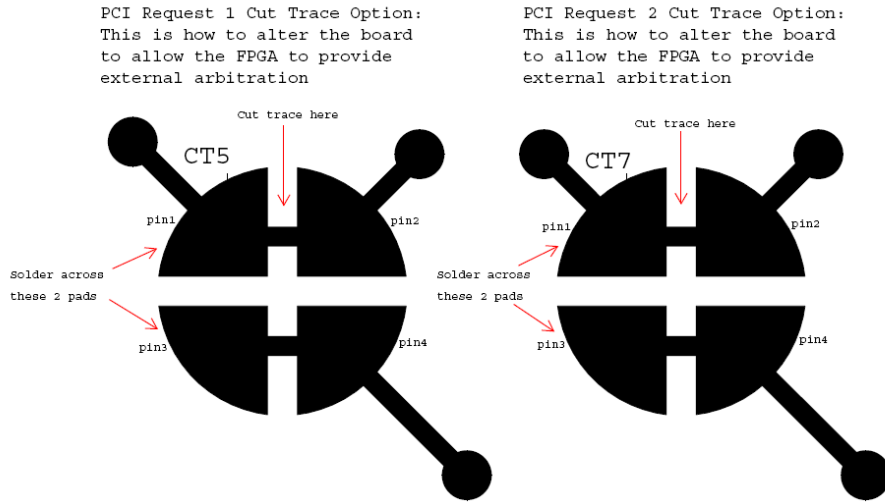 PCI Request 1 Cut Trace Option:
This is how to alter the board
to allow the FPGA to provide
external arbitration
Cut trace here
CT5
pin1
pin2
Solder across
these 2 pads
pin3
pin4
PCI Request 2 Cut Trace Option:
This is how to alter the board
to allow the FPGA to provide
external arbitration
Cut trace here
CT7
pin1
pin2
Solder across
these 2 pads
pin3
pin4